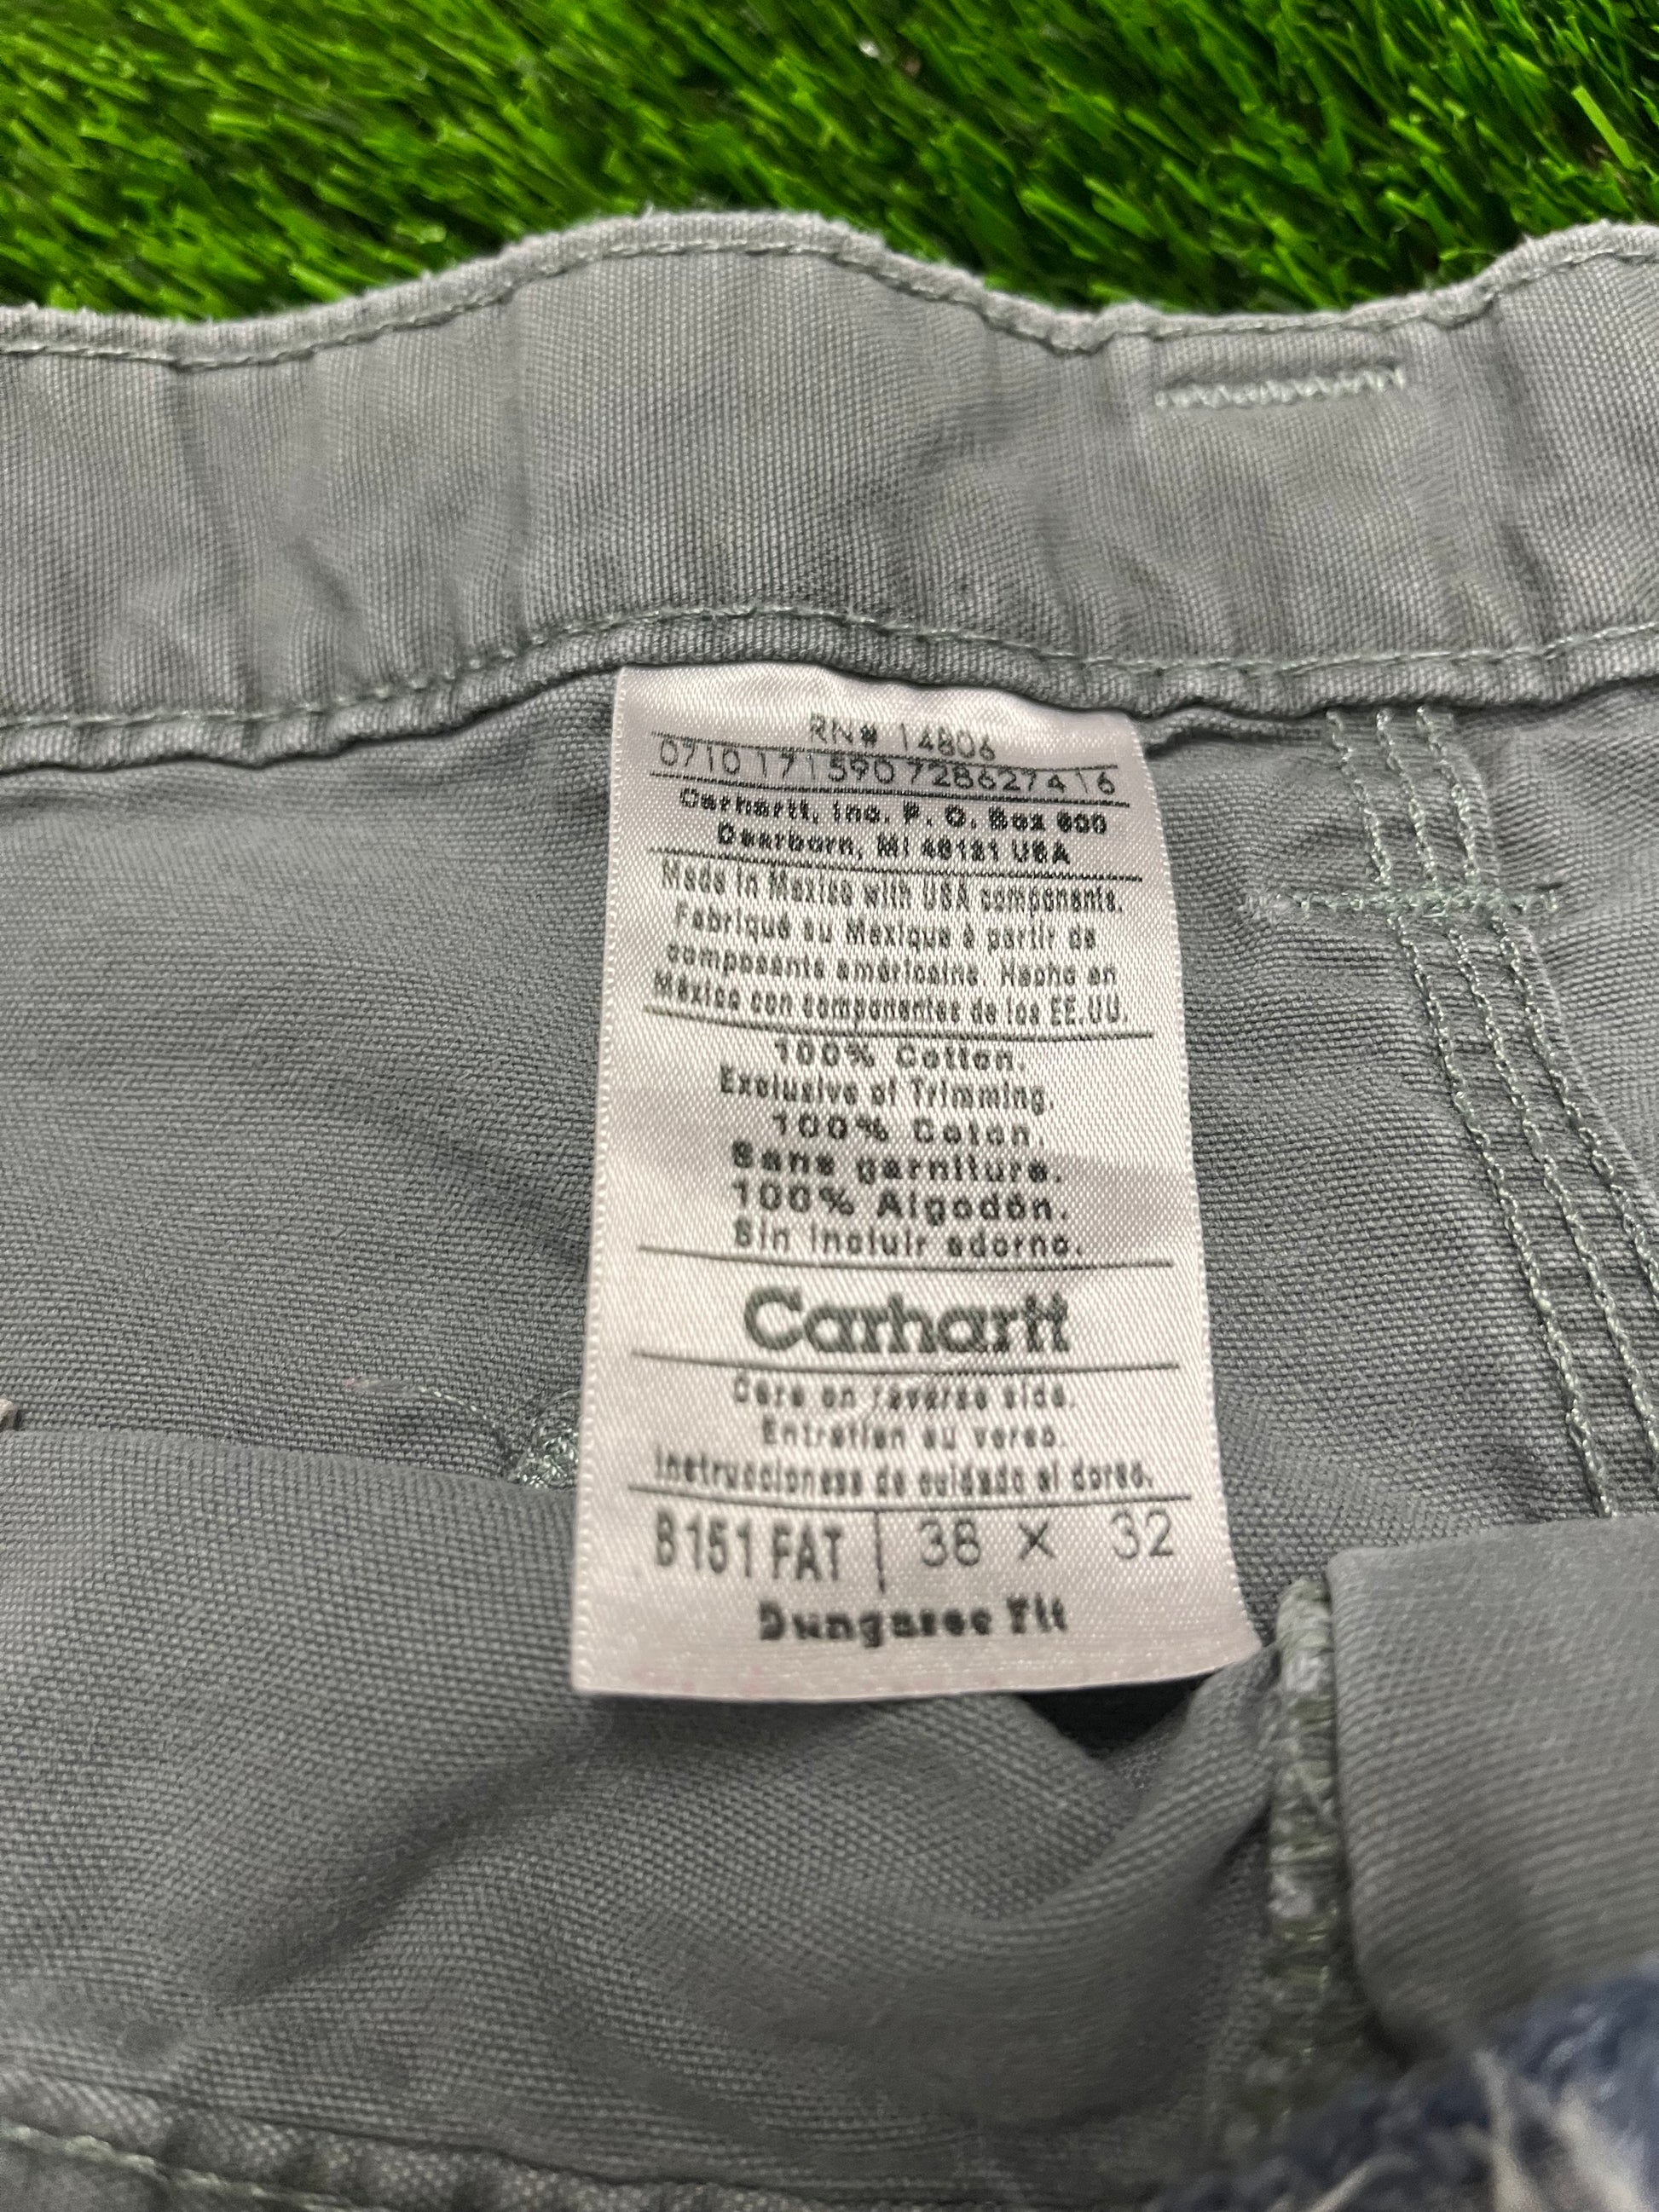 RN# 14806
0710 171590 728627416
Carhartt, Inc. P. O. Box 600
Dearborn, MI 48121 USA
Made in Mexico with USA components.
Fabriqué au Mexique à partir de
composants américains. Hecho en
México con componentes de los EE.UU.
100% Cotton.
Exclusive of Trimming.
100% Coton.
Sans garniture.
100% Algodón.
Sin incluir adorno.
Carhartt
Care on reverse side.
Entretien au verso.
Instruccioness de cuidado al dorso.
B151 FAT | 38 X 32
Dungaree Fit